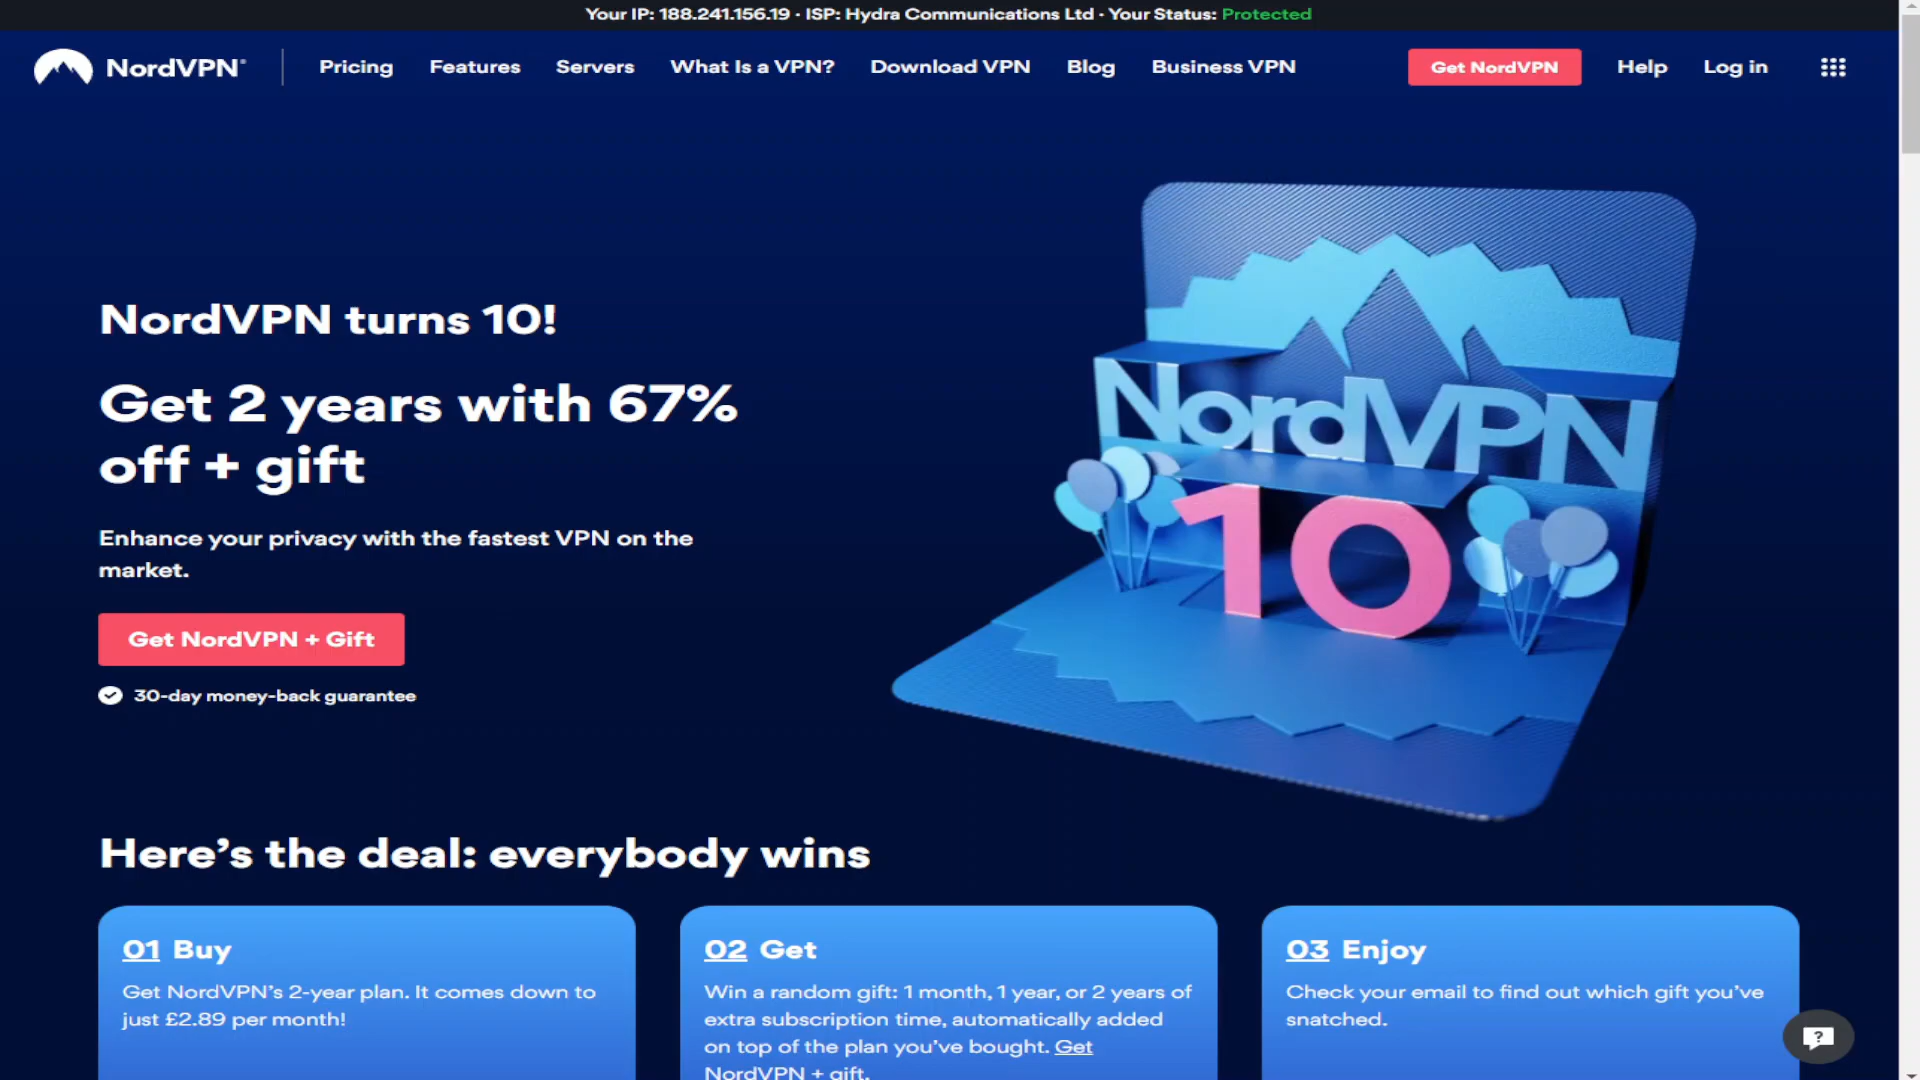 Your IP: 188.241.156.19 · ISP: Hydra Communications Ltd · Your Status: Protected
NordVPN®
Pricing
Features
Servers
What Is a VPN?
Download VPN
Blog
Business VPN
Get NordVPN
Help
Log in
NordVPN turns 10!
Get 2 years with 67%
off + gift
Enhance your privacy with the fastest VPN on the
market.
Get NordVPN + Gift
30-day money-back guarantee
NordVPN
10
Here’s the deal: everybody wins
01 Buy
Get NordVPN’s 2-year plan. It comes down to
just £2.89 per month!
02 Get
Win a random gift: 1 month, 1 year, or 2 years of
extra subscription time, automatically added
on top of the plan you’ve bought. Get
NordVPN + gift.
03 Enjoy
Check your email to find out which gift you’ve
snatched.
?